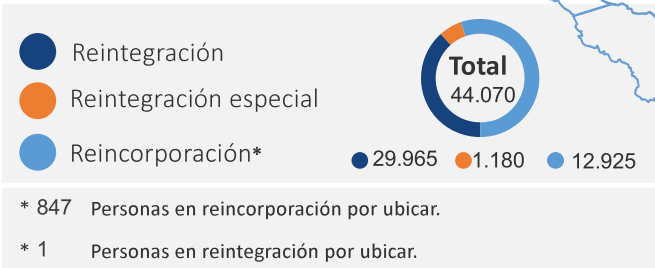 Reintegración
Reintegración especial
Reincorporación*
Total
44.070
29.965 1.180 12.925
* 847 Personas en reincorporación por ubicar.
* 1 Personas en reintegración por ubicar.